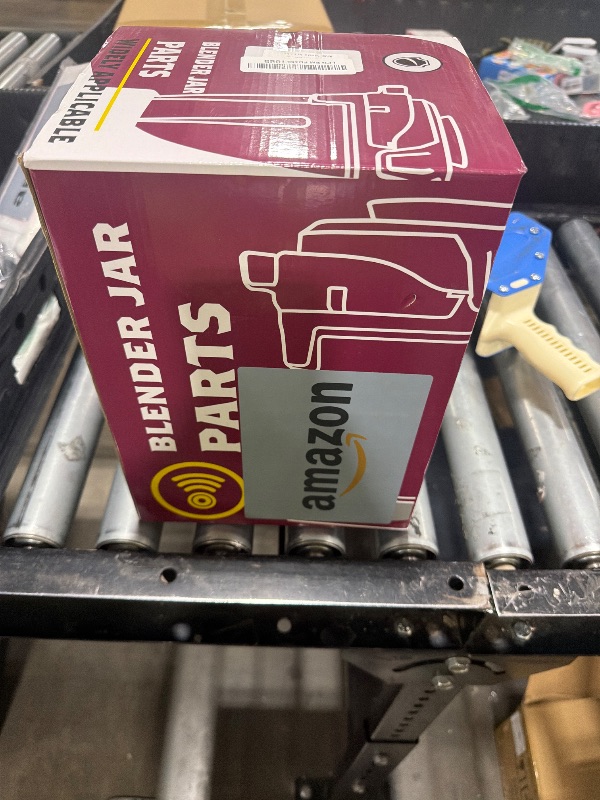 BLENDER JAR
PARTS
WIDELY APPLICABLE
BLENDER JAR
PARTS
amazon